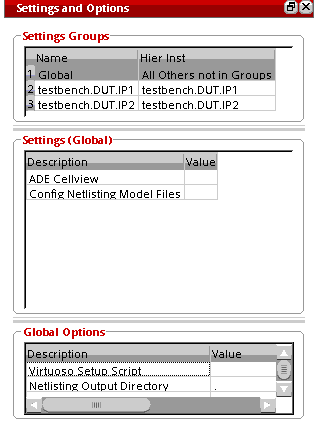 Settings and Options
Settings Groups
Name Hier Inst
1 Global All Others not in Groups
2 testbench.DUT.IP1 testbench.DUT.IP1
3 testbench.DUT.IP2 testbench.DUT.IP2
Settings (Global)
Description Value
ADE Cellview
Config Netlisting Model Files
Global Options
Description Value
Virtuoso Setup Script
Netlisting Output Directory .